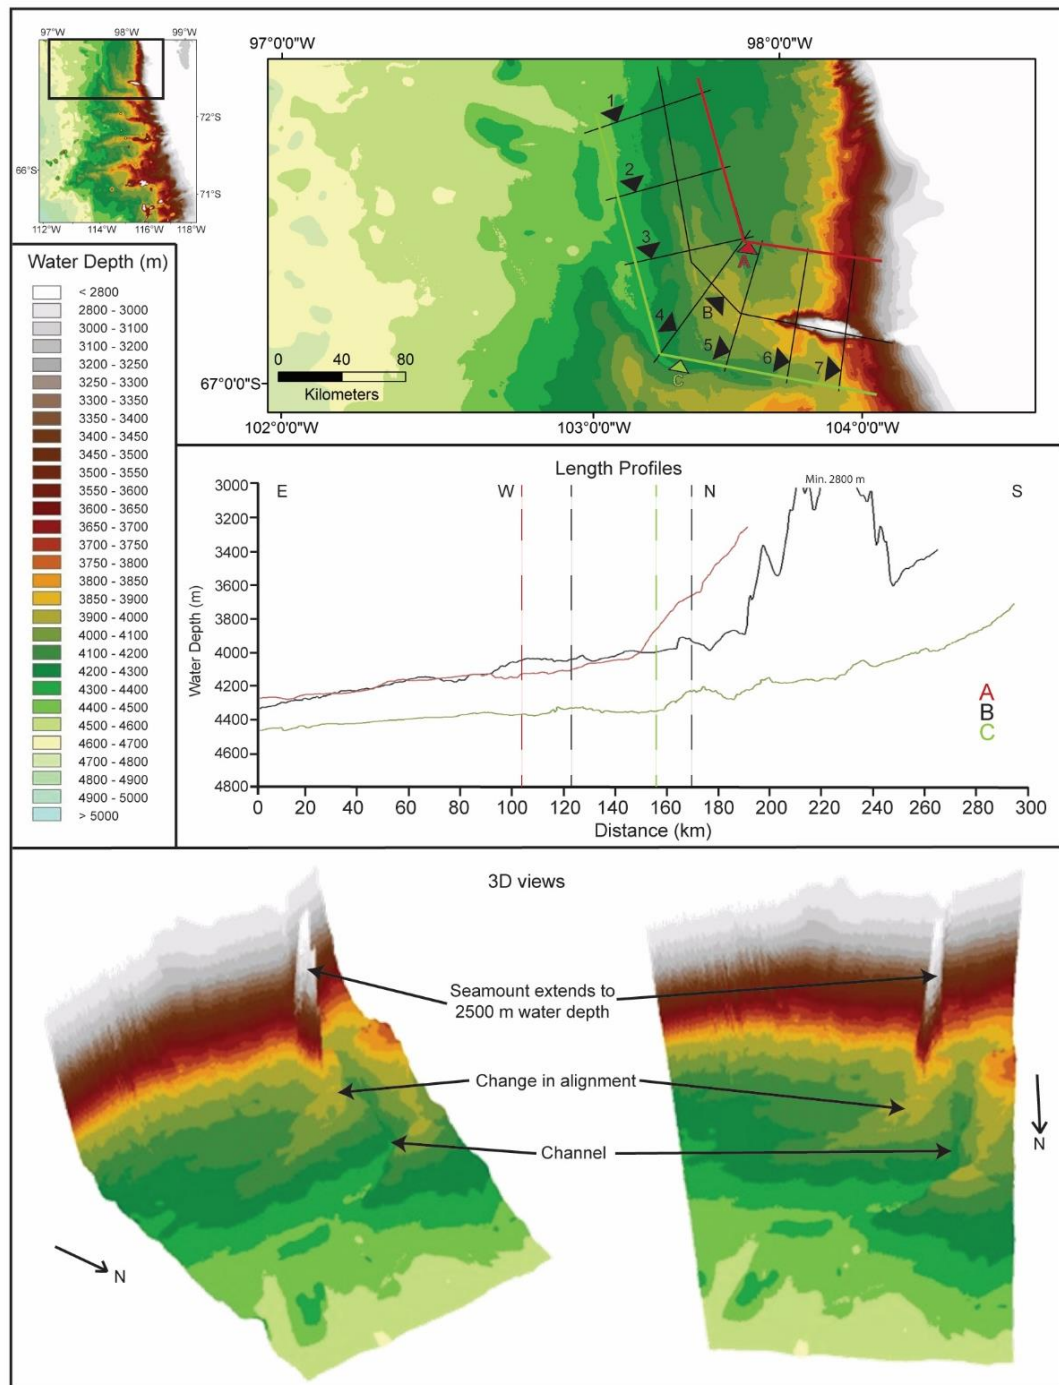 97°W 98°W 99°W
72°S
66°S
71°S
112°W 114°W 116°W 118°W
97°0'0"W 98°0'0"W
1
2
3
A
4
B
5
6
7
C
0 40 80
Kilometers
67°0'0"S
102°0'0"W 103°0'0"W 104°0'0"W
Water Depth (m)
< 2800
2800 - 3000
3000 - 3100
3100 - 3200
3200 - 3250
3250 - 3300
3300 - 3350
3350 - 3400
3400 - 3450
3450 - 3500
3500 - 3550
3550 - 3600
3600 - 3650
3650 - 3700
3700 - 3750
3750 - 3800
3800 - 3850
3850 - 3900
3900 - 4000
4000 - 4100
4100 - 4200
4200 - 4300
4300 - 4400
4400 - 4500
4500 - 4600
4600 - 4700
4700 - 4800
4800 - 4900
4900 - 5000
> 5000
Length Profiles
E W N S
Min. 2800 m
3000
3200
3400
3600
3800
4000
4200
4400
4600
4800
Water Depth (m)
A
B
C
0 20 40 60 80 100 120 140 160 180 200 220 240 260 280 300
Distance (km)
3D views
Seamount extends to
2500 m water depth
Change in alignment
Channel
N
N